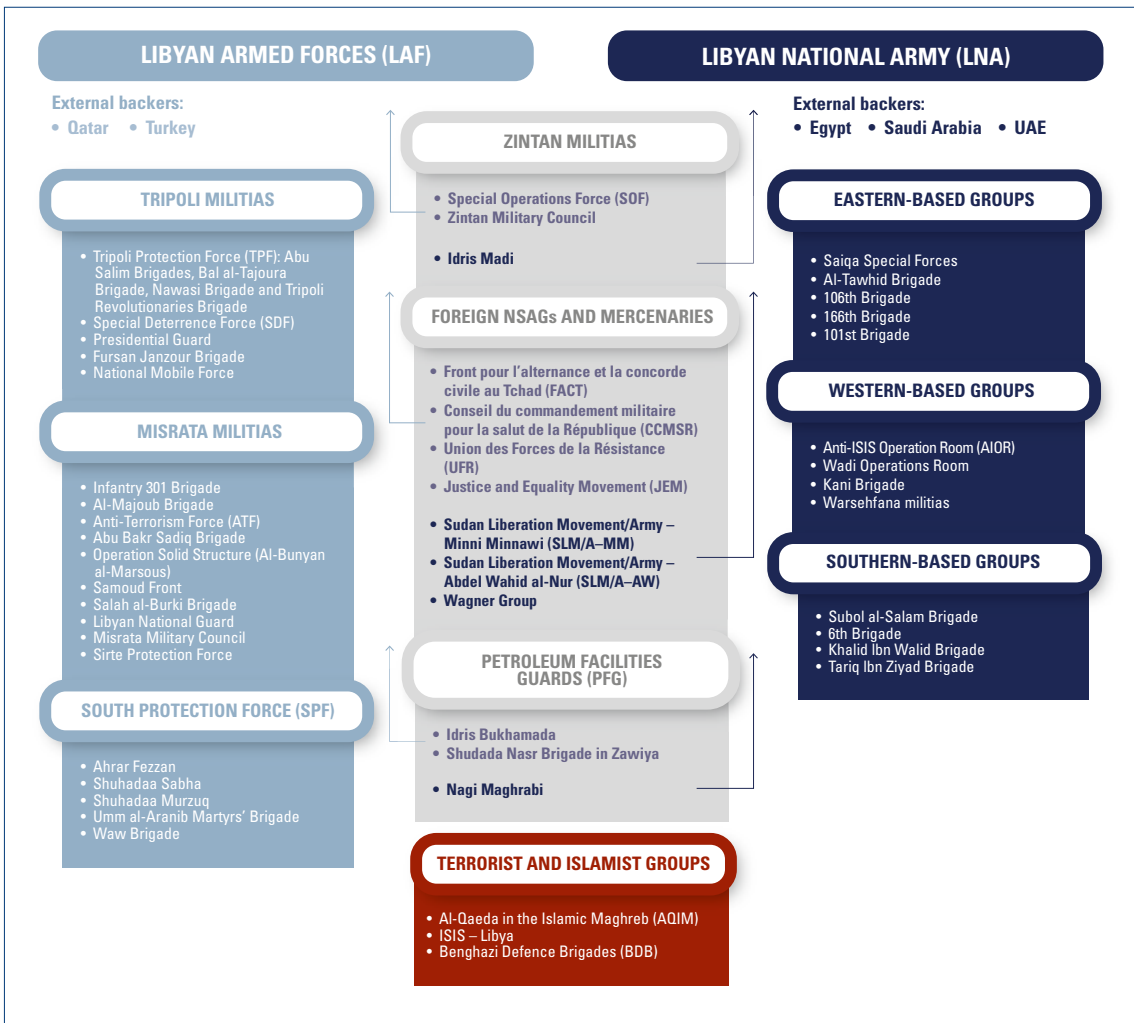 LIBYAN ARMED FORCES (LAF)
External backers:
• Qatar • Turkey
TRIPOLI MILITIAS
• Tripoli Protection Force (TPF): Abu
Salim Brigades, Bal al-Tajoura
Brigade, Nawasi Brigade and Tripoli
Revolutionaries Brigade
• Special Deterrence Force (SDF)
• Presidential Guard
• Fursan Janzour Brigade
• National Mobile Force
MISRATA MILITIAS
• Infantry 301 Brigade
• Al-Majoub Brigade
• Anti-Terrorism Force (ATF)
• Abu Bakr Sadiq Brigade
• Operation Solid Structure (Al-Bunyan
al-Marsous)
• Samoud Front
• Salah al-Burki Brigade
• Libyan National Guard
• Misrata Military Council
• Sirte Protection Force
SOUTH PROTECTION FORCE (SPF)
• Ahrar Fezzan
• Shuhadaa Sabha
• Shuhadaa Murzuq
• Umm al-Aranib Martyrs’ Brigade
• Waw Brigade
ZINTAN MILITIAS
• Special Operations Force (SOF)
• Zintan Military Council
• Idris Madi
FOREIGN NSAGs AND MERCENARIES
• Front pour l’alternance et la concorde
civile au Tchad (FACT)
• Conseil du commandement militaire
pour la salut de la République (CCMSR)
• Union des Forces de la Résistance
(UFR)
• Justice and Equality Movement (JEM)
• Sudan Liberation Movement/Army –
Minni Minnawi (SLM/A–MM)
• Sudan Liberation Movement/Army –
Abdel Wahid al-Nur (SLM/A–AW)
• Wagner Group
PETROLEUM FACILITIES
GUARDS (PFG)
• Idris Bukhamada
• Shudada Nasr Brigade in Zawiya
• Nagi Maghrabi
TERRORIST AND ISLAMIST GROUPS
• Al-Qaeda in the Islamic Maghreb (AQIM)
• ISIS – Libya
• Benghazi Defence Brigades (BDB)
LIBYAN NATIONAL ARMY (LNA)
External backers:
• Egypt • Saudi Arabia • UAE
EASTERN-BASED GROUPS
• Saiqa Special Forces
• Al-Tawhid Brigade
• 106th Brigade
• 166th Brigade
• 101st Brigade
WESTERN-BASED GROUPS
• Anti-ISIS Operation Room (AIOR)
• Wadi Operations Room
• Kani Brigade
• Warsehfana militias
SOUTHERN-BASED GROUPS
• Subol al-Salam Brigade
• 6th Brigade
• Khalid Ibn Walid Brigade
• Tariq Ibn Ziyad Brigade